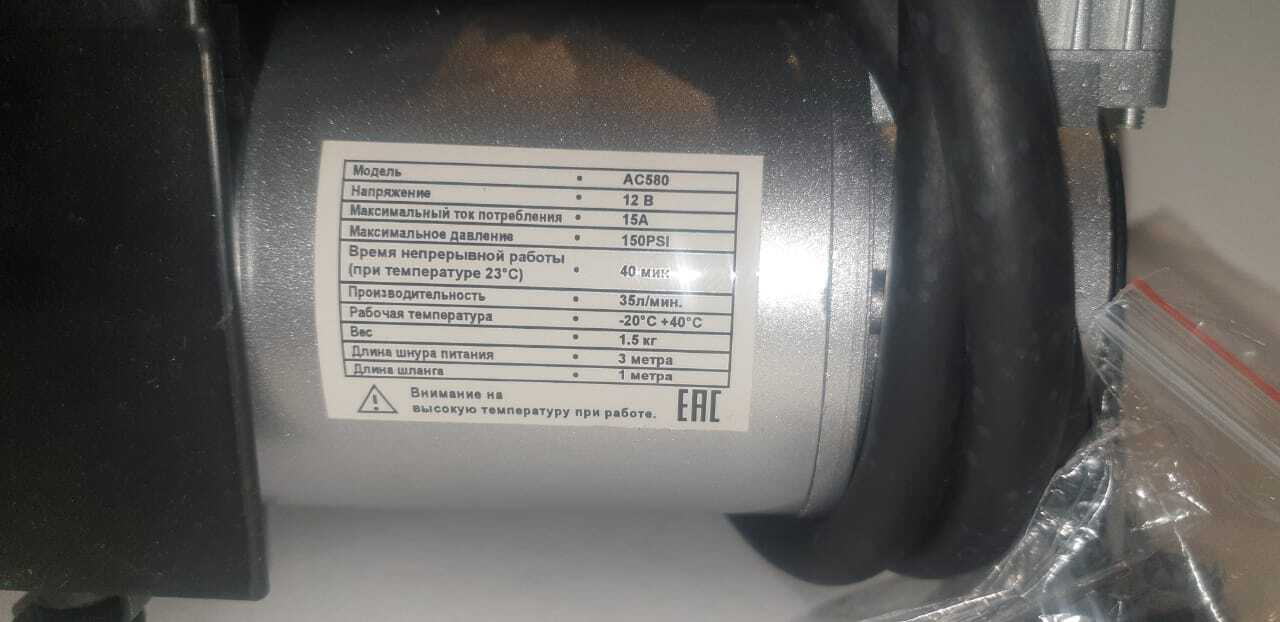 Модель • AC580
Напряжение • 12 В
Максимальный ток потребления • 15А
Максимальное давление • 150PSI
Время непрерывной работы
(при температуре 23°С) • 40 мин.
Производительность • 35л/мин.
Рабочая температура • -20°С +40°С
Вес • 1.5 кг
Длина шнура питания • 3 метра
Длина шланга • 1 метра
Внимание на
высокую температуру при работе.
ЕАС